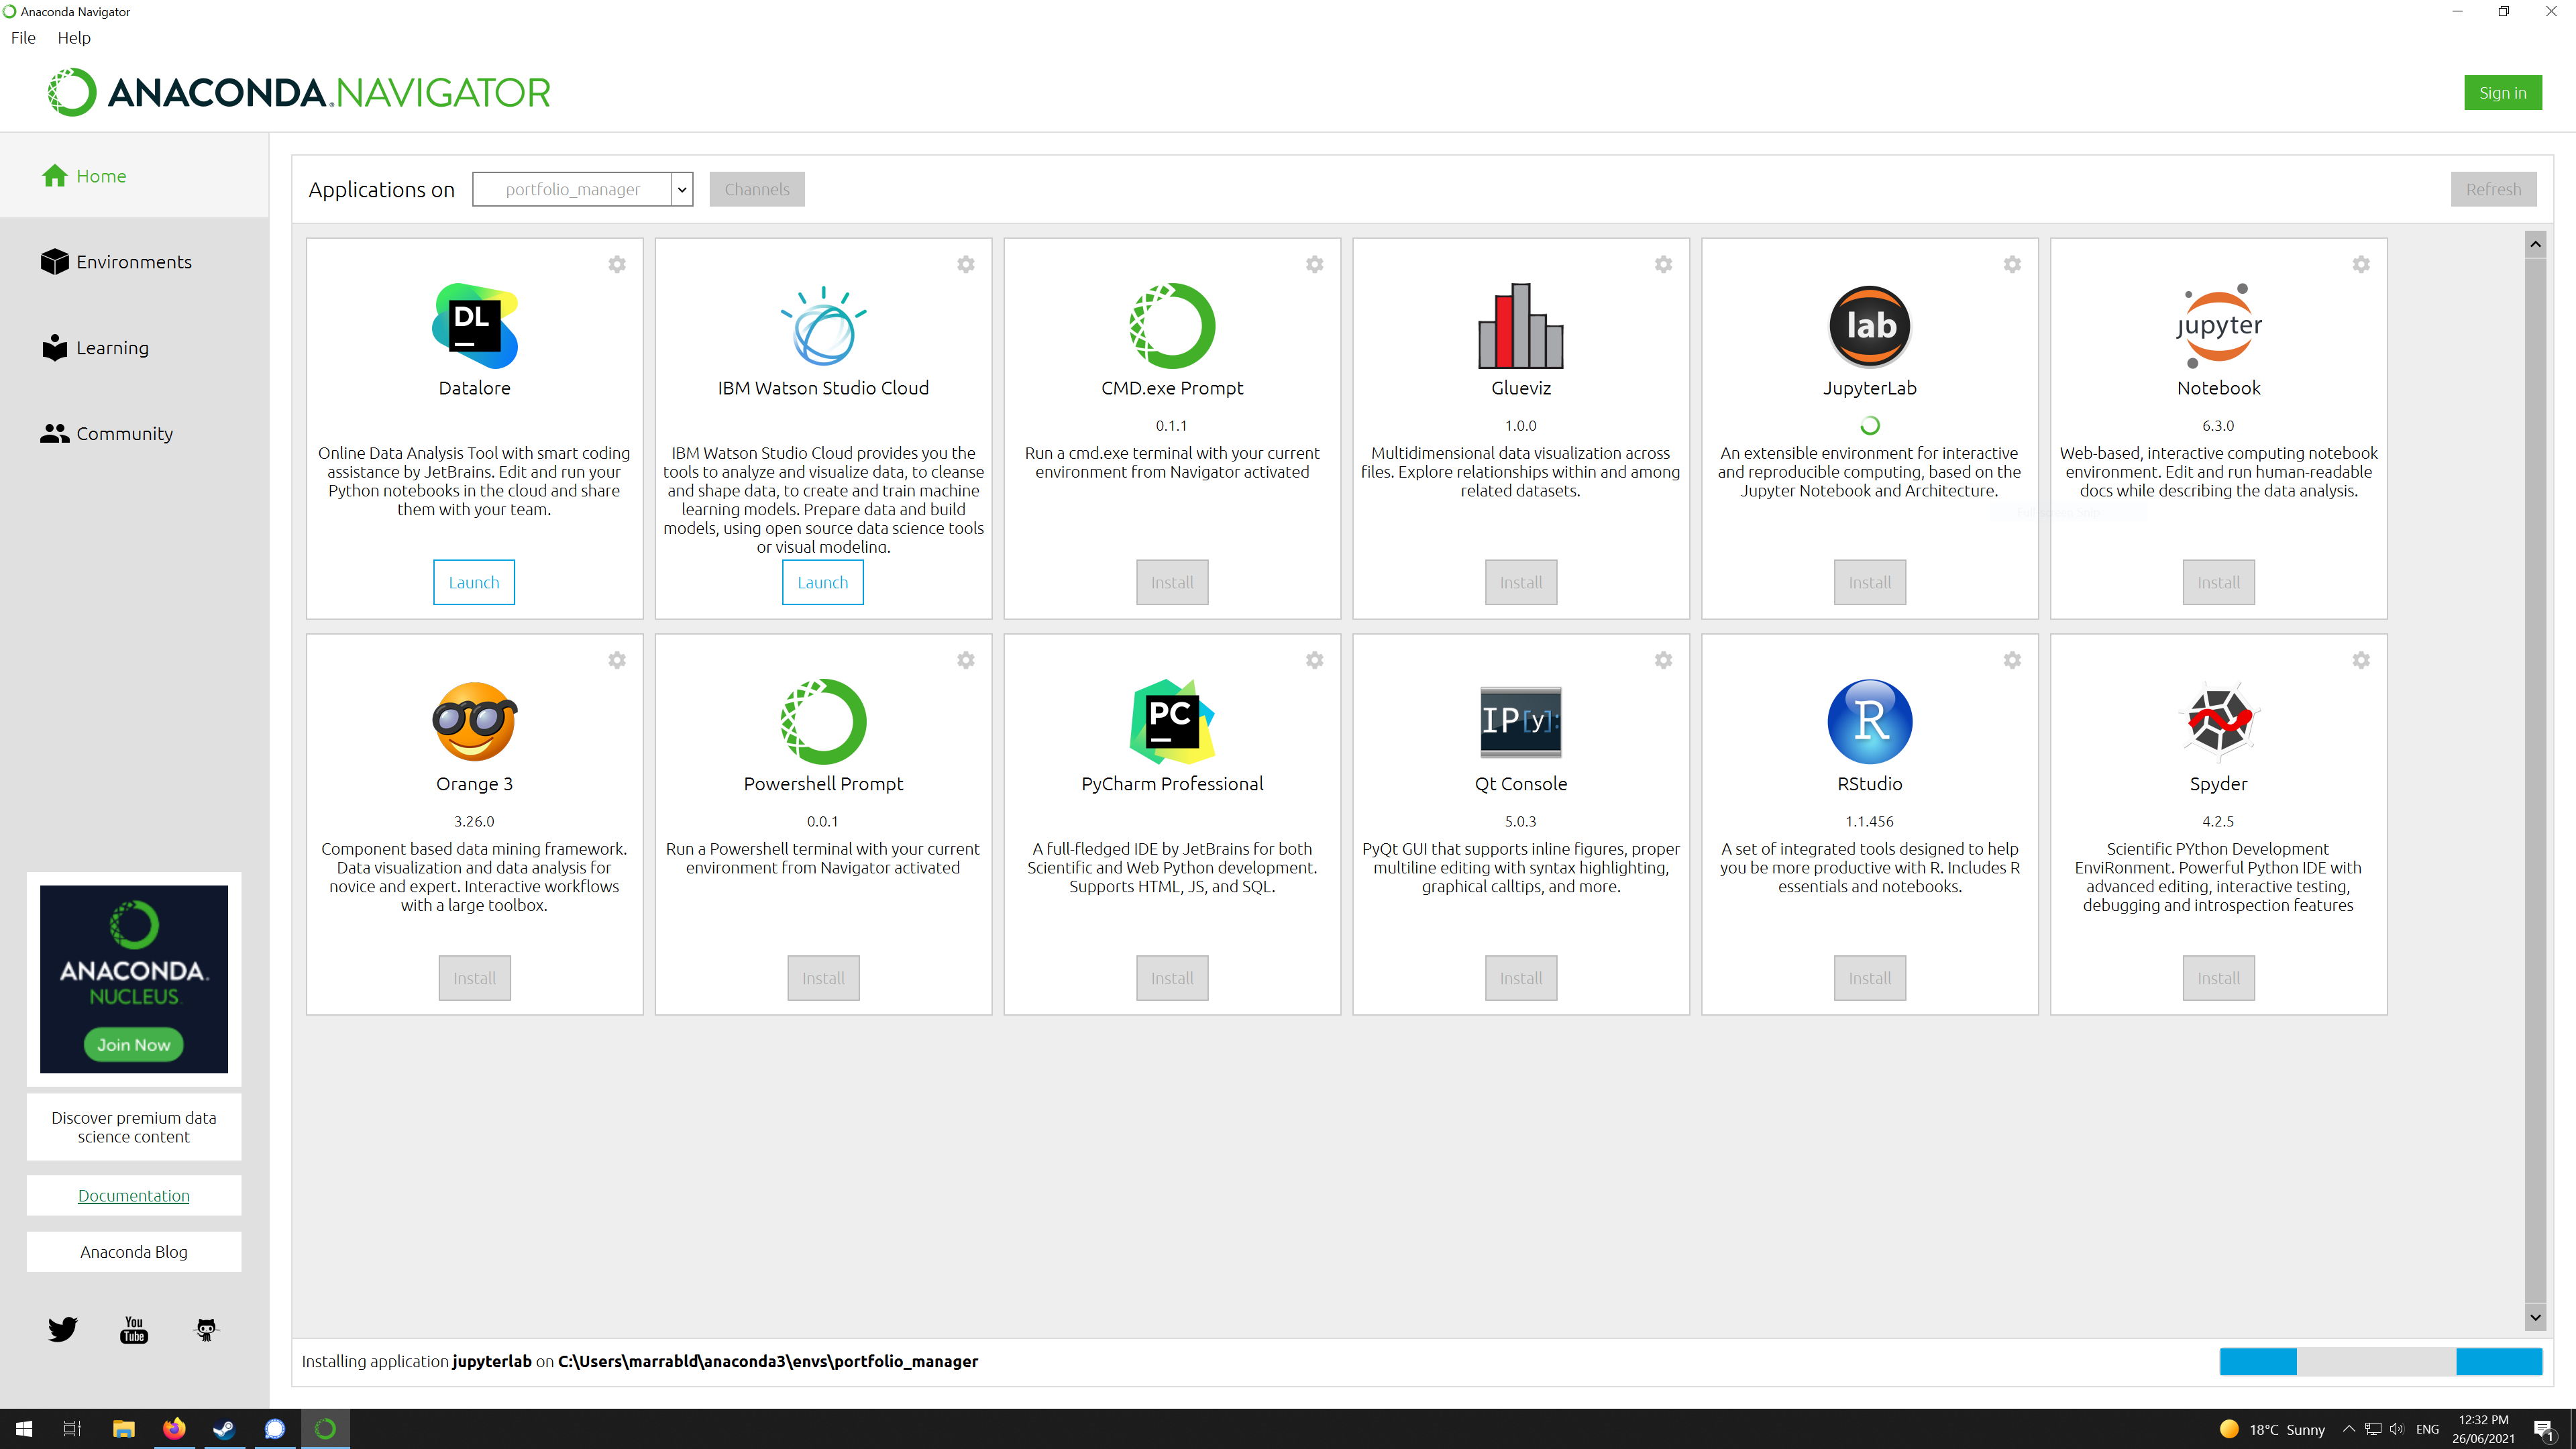 Anaconda Navigator
File Help
ANACONDA.NAVIGATOR
Sign in
Home
Environments
Learning
Community
Applications on portfolio_manager Channels Refresh
DL
Datalore
Online Data Analysis Tool with smart coding
assistance by JetBrains. Edit and run your
Python notebooks in the cloud and share
them with your team.
Launch
IBM Watson Studio Cloud
IBM Watson Studio Cloud provides you the
tools to analyze and visualize data, to cleanse
and shape data, to create and train machine
learning models. Prepare data and build
models, using open source data science tools
or visual modeling.
Launch
CMD.exe Prompt
0.1.1
Run a cmd.exe terminal with your current
environment from Navigator activated
Install
Glueviz
1.0.0
Multidimensional data visualization across
files. Explore relationships within and among
related datasets.
Install
lab
JupyterLab
An extensible environment for interactive
and reproducible computing, based on the
Jupyter Notebook and Architecture.
Install
jupyter
Notebook
6.3.0
Web-based, interactive computing notebook
environment. Edit and run human-readable
docs while describing the data analysis.
Install
Orange 3
3.26.0
Component based data mining framework.
Data visualization and data analysis for
novice and expert. Interactive workflows
with a large toolbox.
Install
Powershell Prompt
0.0.1
Run a Powershell terminal with your current
environment from Navigator activated
Install
PC
PyCharm Professional
A full-fledged IDE by JetBrains for both
Scientific and Web Python development.
Supports HTML, JS, and SQL.
Install
IP[y]:
Qt Console
5.0.3
PyQt GUI that supports inline figures, proper
multiline editing with syntax highlighting,
graphical calltips, and more.
Install
R
RStudio
1.1.456
A set of integrated tools designed to help
you be more productive with R. Includes R
essentials and notebooks.
Install
Spyder
4.2.5
Scientific PYthon Development
EnviRonment. Powerful Python IDE with
advanced editing, interactive testing,
debugging and introspection features
Install
ANACONDA.
NUCLEUS
Join Now
Discover premium data
science content
Documentation
Anaconda Blog
You
Tube
Installing application jupyterlab on C:\Users\marrabld\anaconda3\envs\portfolio_manager
18°C Sunny
ENG
12:32 PM
26/06/2021
1